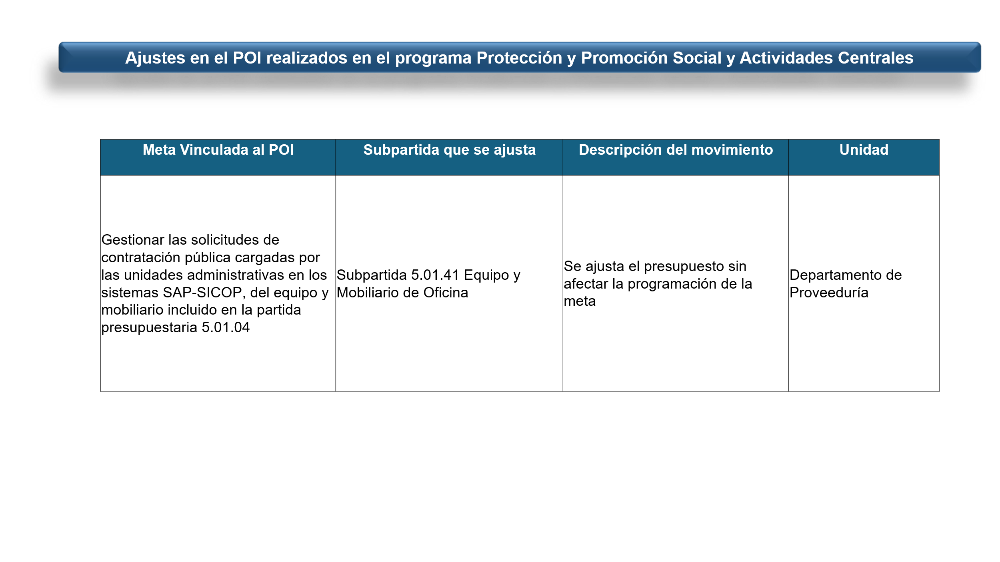 Ajustes en el POI realizados en el programa Protección y Promoción Social y Actividades Centrales
Meta Vinculada al POI
Subpartida que se ajusta
Descripción del movimiento
Unidad
Gestionar las solicitudes de
contratación pública cargadas por
las unidades administrativas en los
sistemas SAP-SICOP, del equipo y
mobiliario incluido en la partida
presupuestaria 5.01.04
Subpartida 5.01.41 Equipo y
Mobiliario de Oficina
Se ajusta el presupuesto sin
afectar la programación de la
meta
Departamento de
Proveeduría